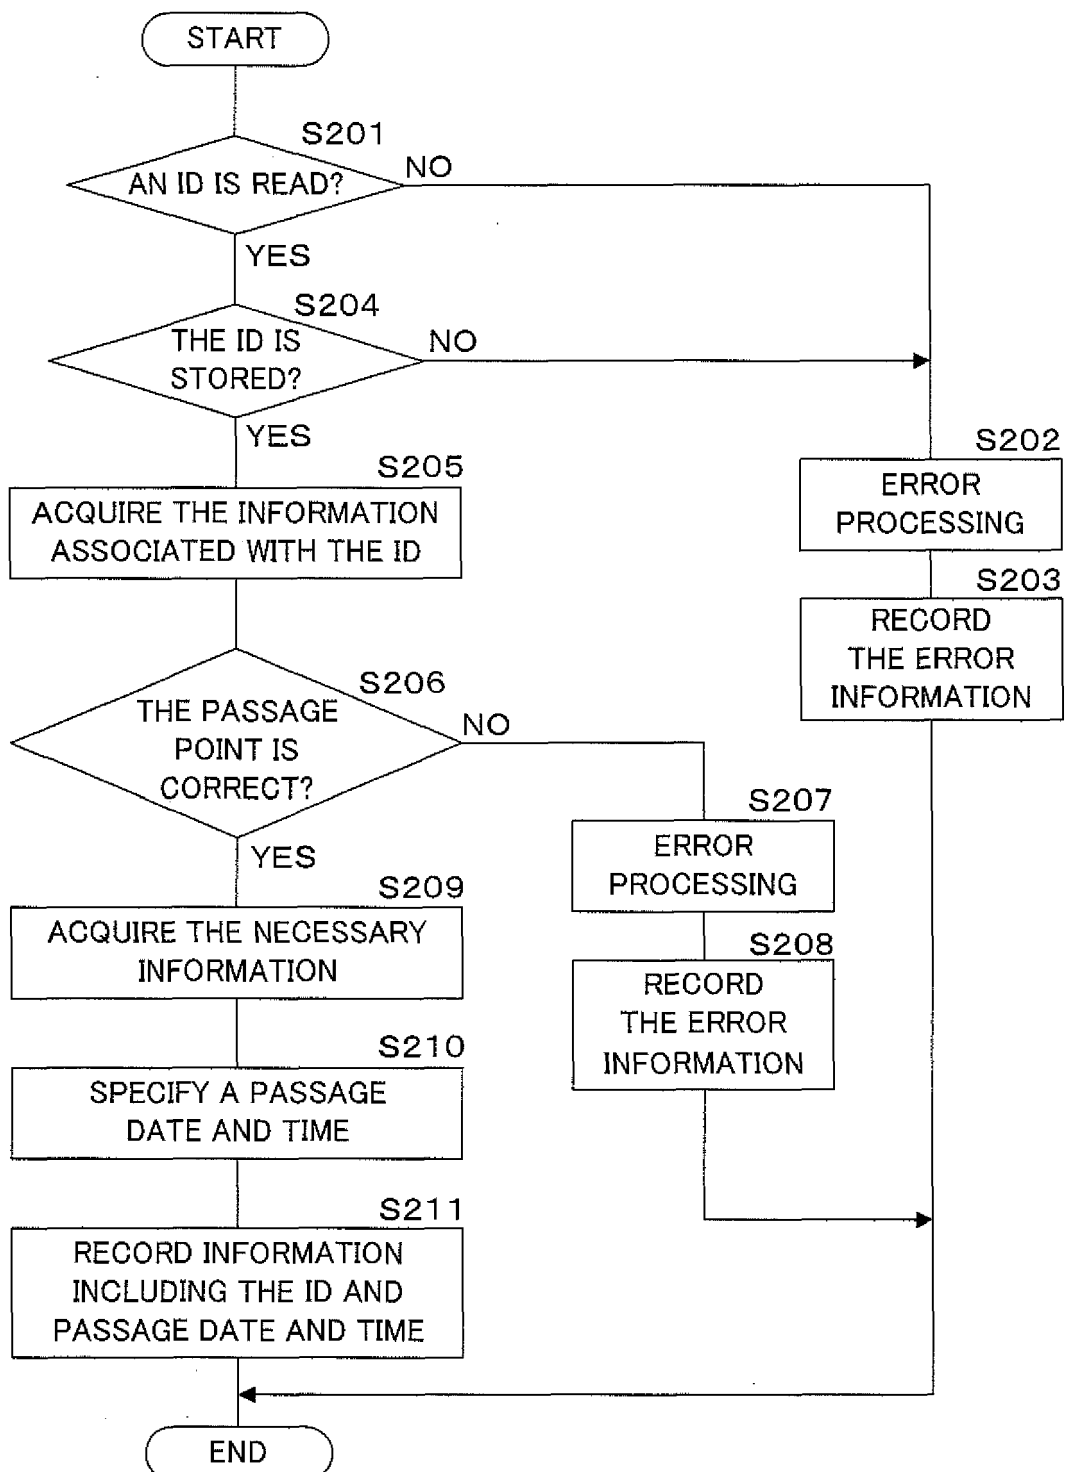 START
S201
AN ID IS READ?
NO
YES
S204
THE ID IS
STORED?
NO
YES
S205
ACQUIRE THE INFORMATION
ASSOCIATED WITH THE ID
S202
ERROR
PROCESSING
S203
RECORD
THE ERROR
INFORMATION
S206
THE PASSAGE
POINT IS
CORRECT?
NO
YES
S207
ERROR
PROCESSING
S208
RECORD
THE ERROR
INFORMATION
S209
ACQUIRE THE NECESSARY
INFORMATION
S210
SPECIFY A PASSAGE
DATE AND TIME
S211
RECORD INFORMATION
INCLUDING THE ID AND
PASSAGE DATE AND TIME
END